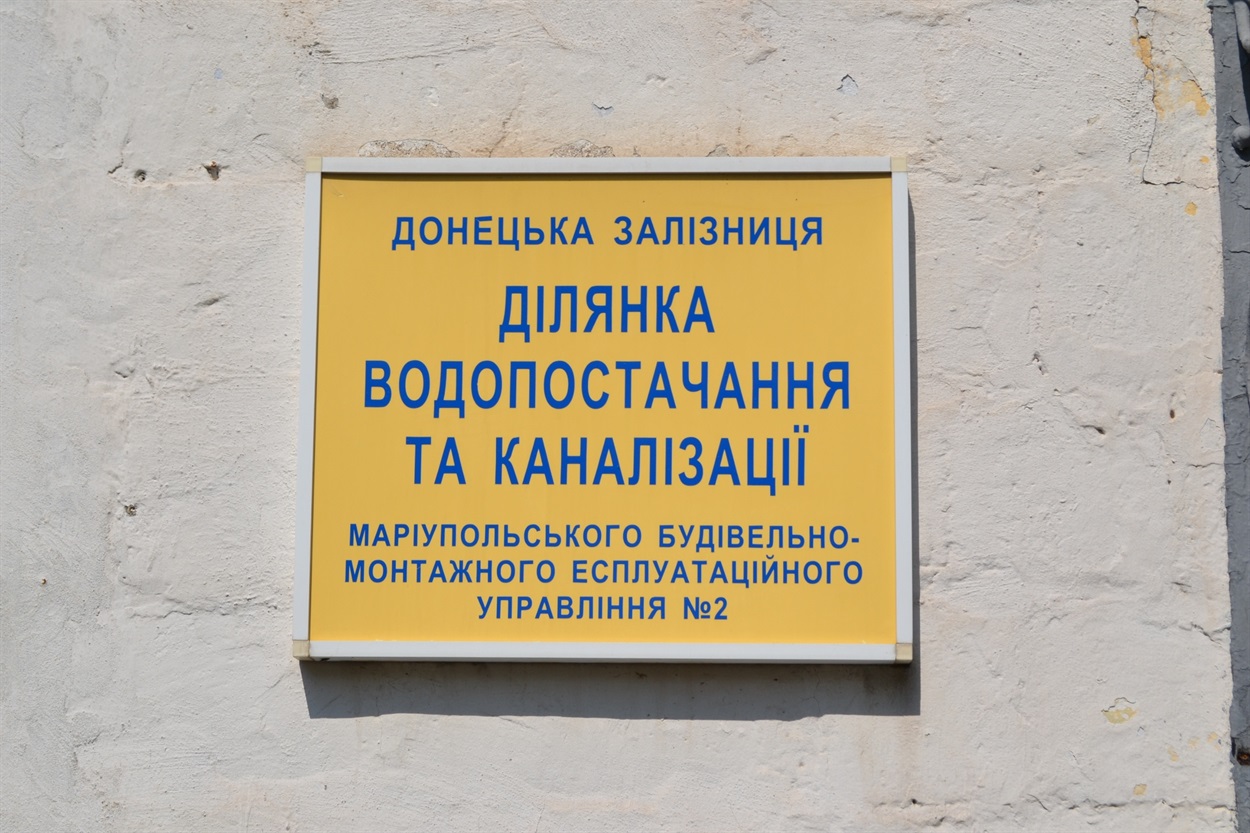 ДОНЕЦЬКА ЗАЛІЗНИЦЯ
ДІЛЯНКА
ВОДОПОСТАЧАННЯ
ТА КАНАЛІЗАЦІЇ
МАРІУПОЛЬСЬКОГО БУДІВЕЛЬНО-
МОНТАЖНОГО ЕСПЛУАТАЦІЙНОГО
УПРАВЛІННЯ №2